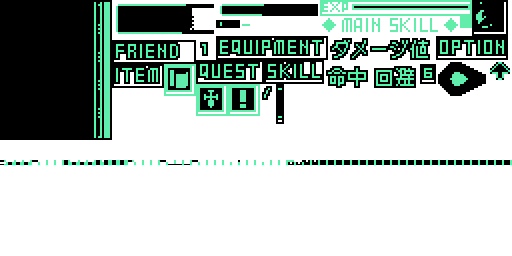 EXP
MAIN SKILL
FRIEND 1 EQUIPMENT ダメージ値 OPTION
ITEM QUEST SKILL 命中 回避 6
!
/